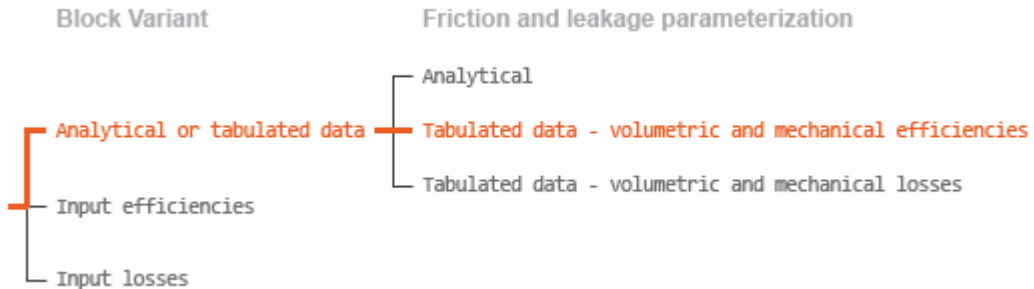 Block Variant
Friction and leakage parameterization
Analytical
Analytical or tabulated data
Tabulated data - volumetric and mechanical efficiencies
Tabulated data - volumetric and mechanical losses
Input efficiencies
Input losses